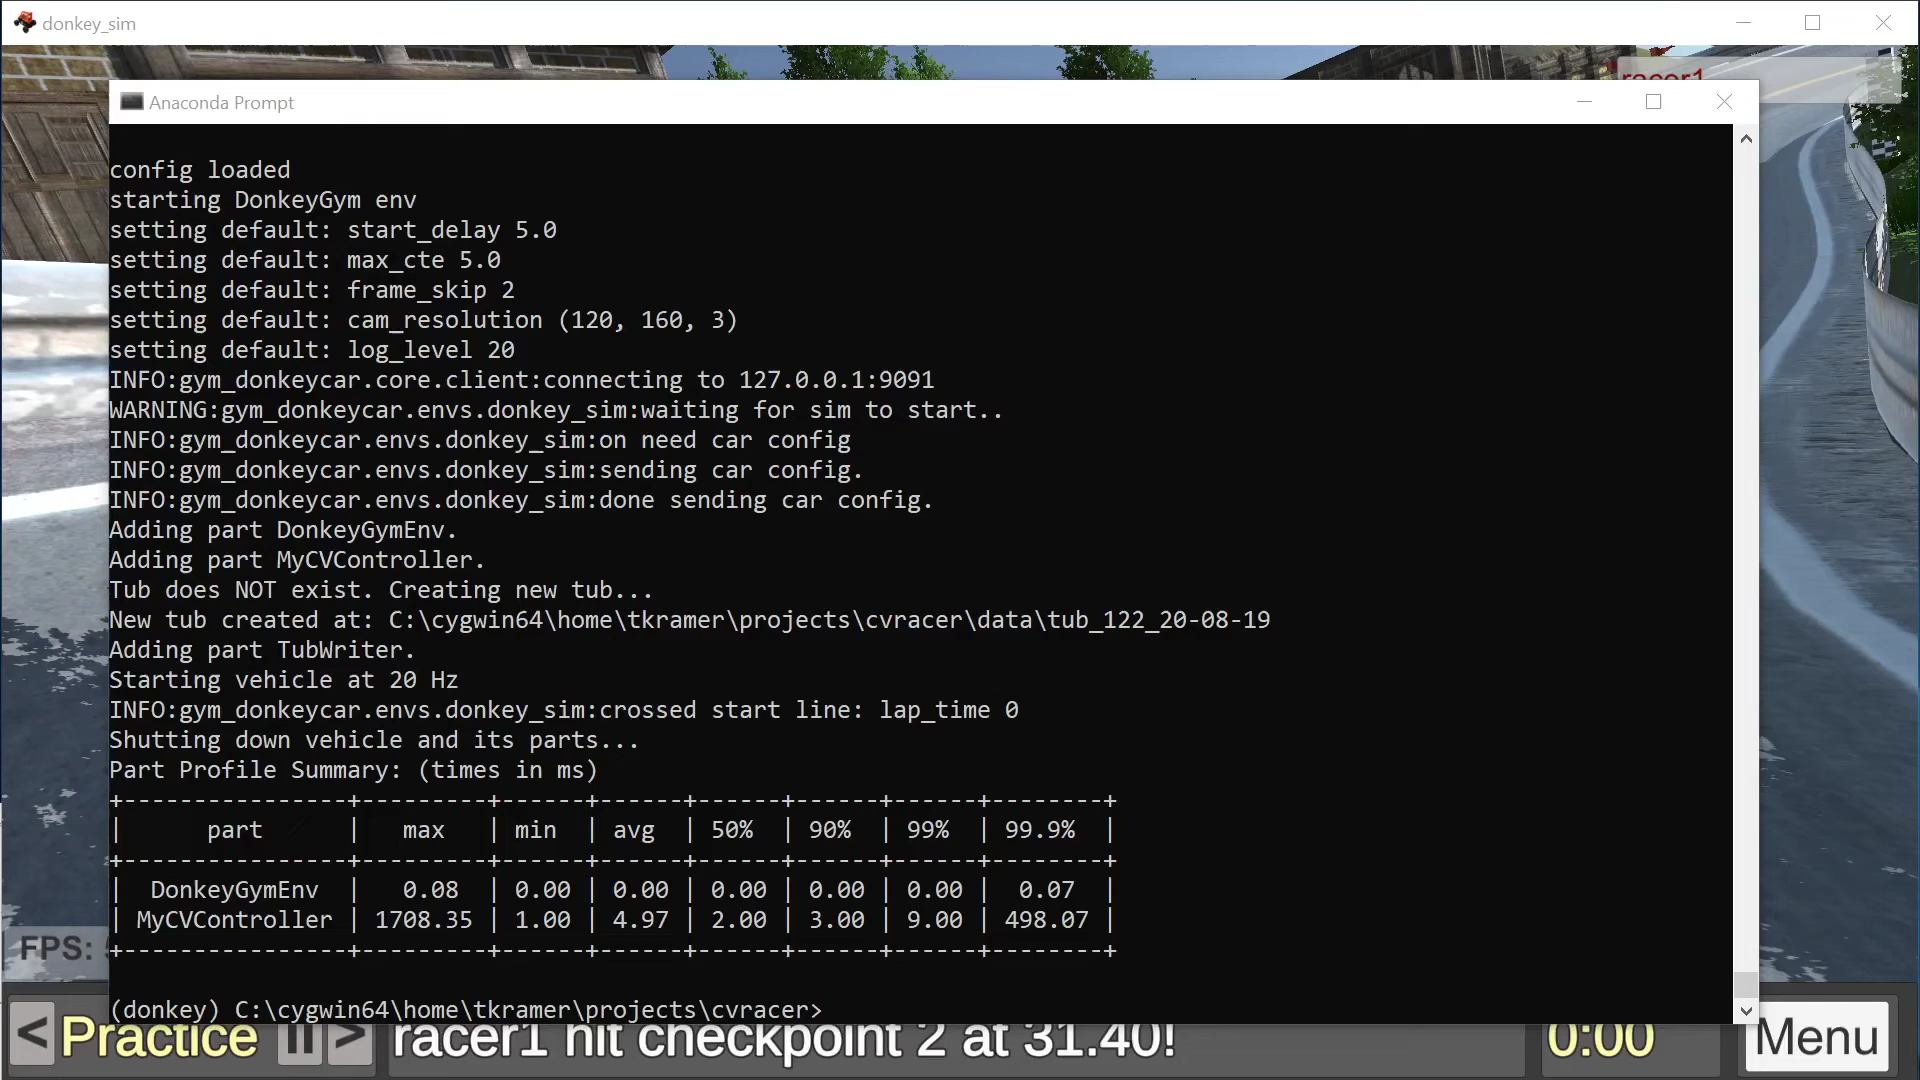 donkey_sim
racer1
Anaconda Prompt
config loaded
starting DonkeyGym env
setting default: start_delay 5.0
setting default: max_cte 5.0
setting default: frame_skip 2
setting default: cam_resolution (120, 160, 3)
setting default: log_level 20
INFO:gym_donkeycar.core.client:connecting to 127.0.0.1:9091
WARNING:gym_donkeycar.envs.donkey_sim:waiting for sim to start..
INFO:gym_donkeycar.envs.donkey_sim:on need car config
INFO:gym_donkeycar.envs.donkey_sim:sending car config.
INFO:gym_donkeycar.envs.donkey_sim:done sending car config.
Adding part DonkeyGymEnv.
Adding part MyCVController.
Tub does NOT exist. Creating new tub...
New tub created at: C:\cygwin64\home\tkramer\projects\cvracer\data\tub_122_20-08-19
Adding part TubWriter.
Starting vehicle at 20 Hz
INFO:gym_donkeycar.envs.donkey_sim:crossed start line: lap_time 0
Shutting down vehicle and its parts...
Part Profile Summary: (times in ms)
+----------------+---------+------+------+------+------+------+--------+
| part | max | min | avg | 50% | 90% | 99% | 99.9% |
+----------------+---------+------+------+------+------+------+--------+
| DonkeyGymEnv | 0.08 | 0.00 | 0.00 | 0.00 | 0.00 | 0.00 | 0.07 |
| MyCVController | 1708.35 | 1.00 | 4.97 | 2.00 | 3.00 | 9.00 | 498.07 |
+----------------+---------+------+------+------+------+------+--------+
FPS:
(donkey) C:\cygwin64\home\tkramer\projects\cvracer>
< Practice || > racer1 hit checkpoint 2 at 31.40! 0:00 Menu